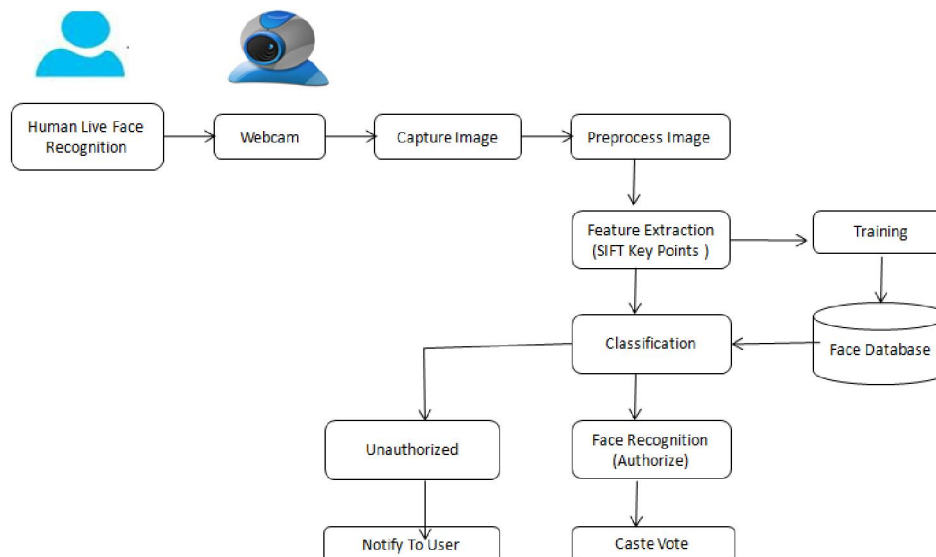 Human Live Face
Recognition
Webcam
Capture Image
Preprocess Image
Feature Extraction
(SIFT Key Points )
Training
Classification
Face Database
Unauthorized
Face Recognition
(Authorize)
Notify To User
Caste Vote